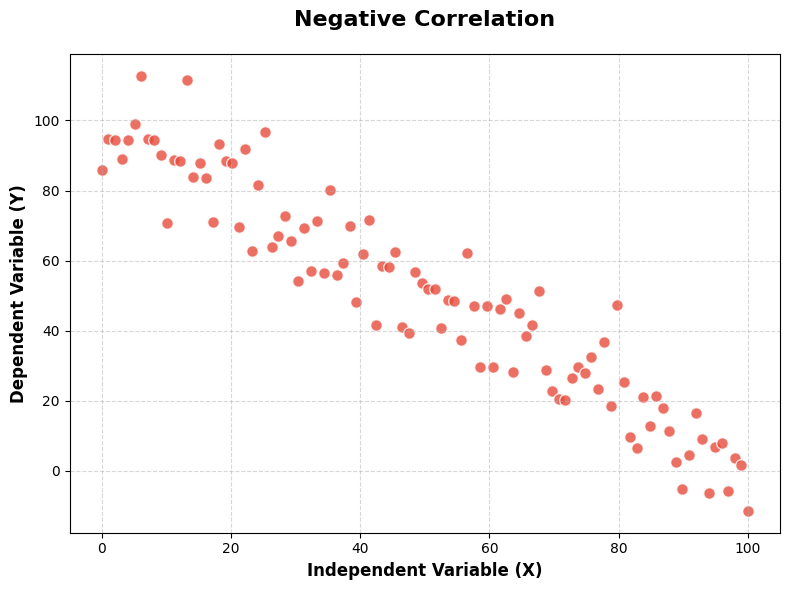 Negative Correlation
Dependent Variable (Y)
100
80
60
40
20
0
0 20 40 60 80 100
Independent Variable (X)